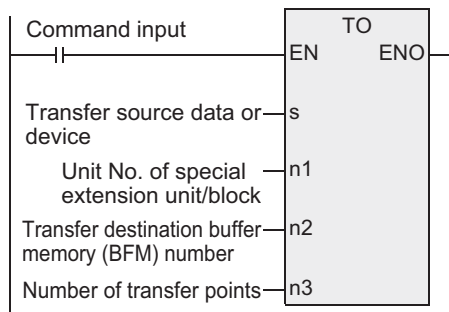 Command input
TO
EN ENO
Transfer source data or
device
s
Unit No. of special
extension unit/block
n1
Transfer destination buffer
memory (BFM) number
n2
Number of transfer points
n3